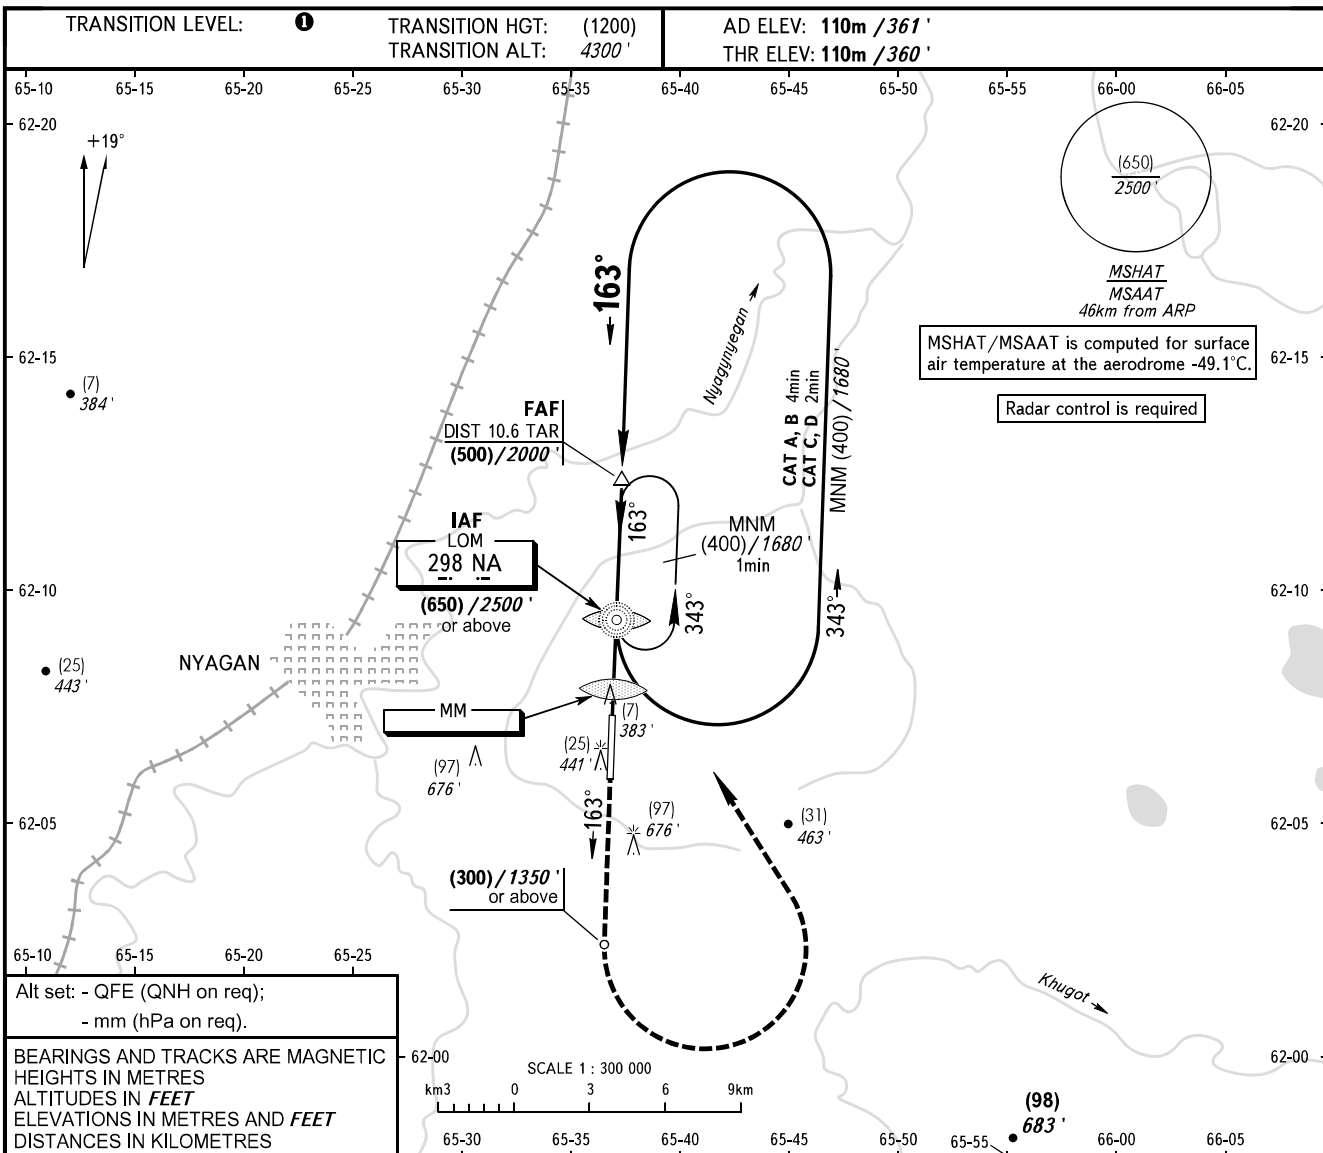 TRANSITION LEVEL: 1
TRANSITION HGT: (1200)
TRANSITION ALT: 4300 '
AD ELEV: 110m / 361 '
THR ELEV: 110m / 360 '
65-10 65-15 65-20 65-25 65-30 65-35 65-40 65-45 65-50 65-55 66-00 66-05
62-20 62-20
+19°
(650)
2500 '
MSHAT
MSAAT
46km from ARP
MSHAT/MSAAT is computed for surface
air temperature at the aerodrome -49.1°C.
Radar control is required
163°
Nyagynyegan
62-15 62-15
(7)
384 '
CAT A, B 4min
CAT C, D 2min
MNM (400)/1680 '
FAF
DIST 10.6 TAR
(500)/2000 '
163°
MNM
(400)/1680 '
1min
IAF
LOM
298 NA
(650)/2500 '
or above
62-10 62-10
343°
343°
NYAGAN
(25)
443 '
MM
(7)
383 '
(25)
441 '
(97)
676 '
163°
(97)
676 '
(31)
463 '
62-05 62-05
(300)/1350 '
or above
65-10 65-15 65-20 65-25
Khugot
Alt set: - QFE (QNH on req);
- mm (hPa on req).
BEARINGS AND TRACKS ARE MAGNETIC
HEIGHTS IN METRES
ALTITUDES IN FEET
ELEVATIONS IN METRES AND FEET
DISTANCES IN KILOMETRES
62-00 62-00
SCALE 1 : 300 000
km3 0 3 6 9km
(98)
683 '
65-30 65-35 65-40 65-45 65-50 65-55 66-00 66-05